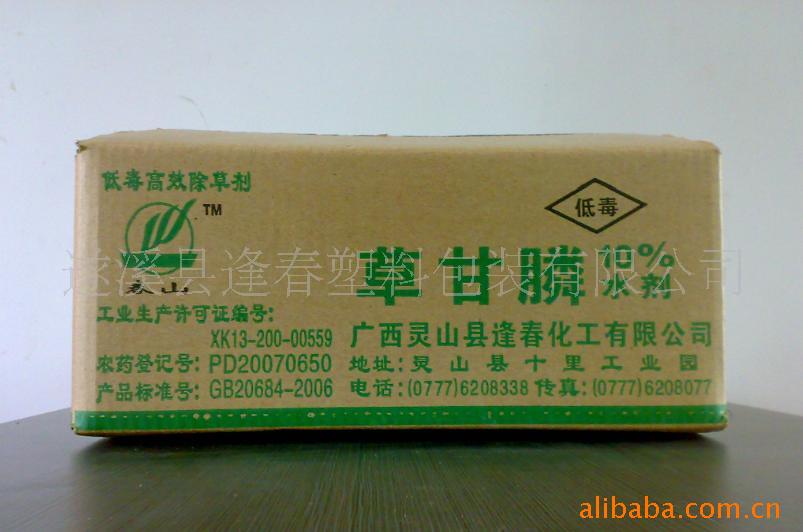 低毒高效除草剂
TM
低毒
草甘膦 10%水剂
遂溪县逢春塑料包装有限公司
工业生产许可证编号:
XK13-200-00559
广西灵山县逢春化工有限公司
农药登记号: PD20070650
地址: 灵山县十里工业园
产品标准号: GB20684-2006
电话: (0777)6208338 传真: (0777)6208077
alibaba.com.cn